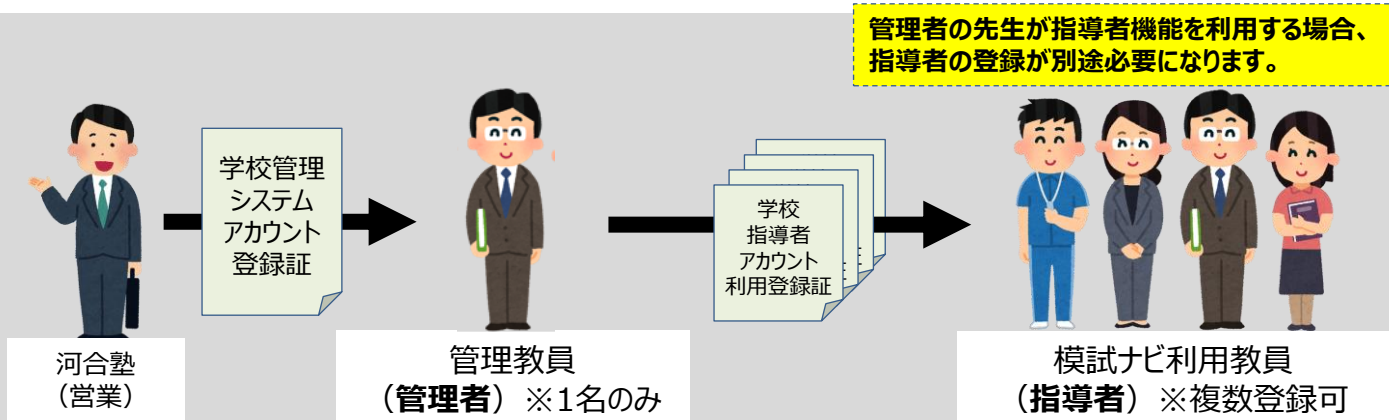 管理者の先生が指導者機能を利用する場合、
指導者の登録が別途必要になります。
学校管理
システム
アカウント
登録証
学校
指導者
アカウント
利用登録証
河合塾
（営業）
管理教員
（管理者）※1名のみ
模試ナビ利用教員
（指導者）※複数登録可